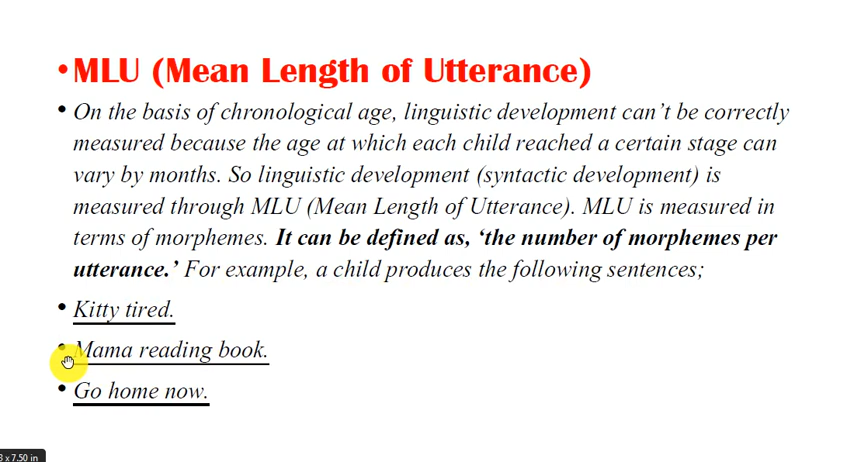 •MLU (Mean Length of Utterance)
• On the basis of chronological age, linguistic development can't be correctly
measured because the age at which each child reached a certain stage can
vary by months. So linguistic development (syntactic development) is
measured through MLU (Mean Length of Utterance). MLU is measured in
terms of morphemes. It can be defined as, 'the number of morphemes per
utterance.' For example, a child produces the following sentences;
• Kitty tired.
• Mama reading book.
• Go home now.
x 7.50 in